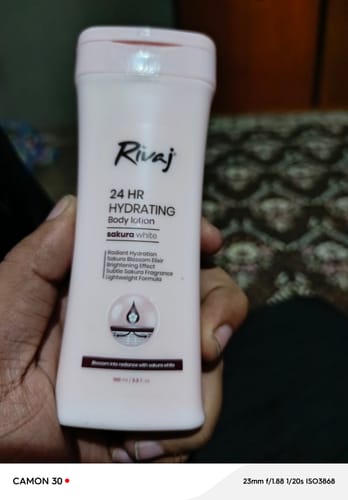 Rivaj
24 HR
HYDRATING
Body lotion
sakura white
Radiant Hydration
Sakura Blossom Elixir
Brightening Effect
Subtle Sakura Fragrance
Lightweight Formula
Blossom into radiance with sakura white
CAMON 30
23mm f/1.88 1/20s ISO3868